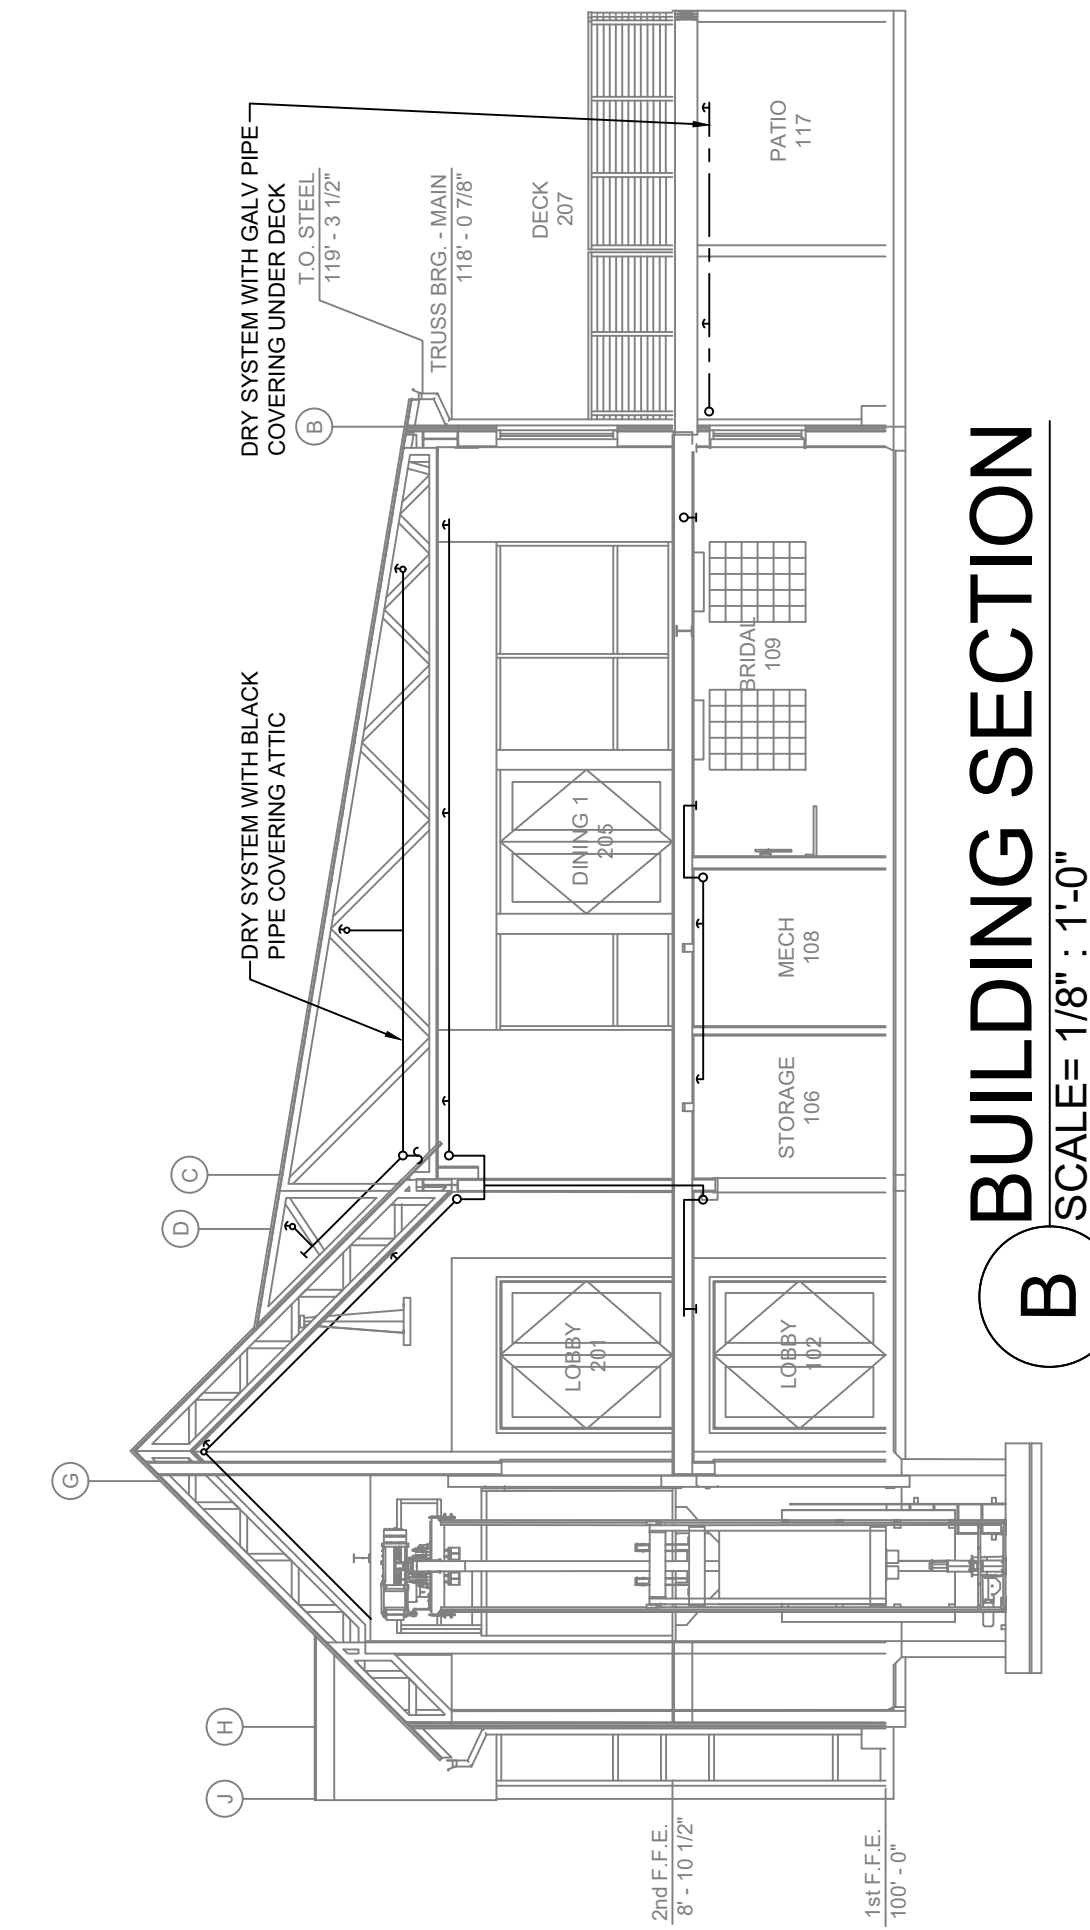 DRY SYSTEM WITH GALV PIPE
COVERING UNDER DECK
T.O. STEEL
119' - 3 1/2"
TRUSS BRG. - MAIN
118' - 0 7/8"
DRY SYSTEM WITH BLACK
PIPE COVERING ATTIC
J
H
G
D
C
B
DECK
207
DINING 1
205
LOBBY
201
PATIO
117
BRIDAL
109
MECH
108
STORAGE
106
LOBBY
102
2nd F.F.E.
8' - 10 1/2"
1st F.F.E.
100' - 0"
B
BUILDING SECTION
SCALE= 1/8" : 1'-0"